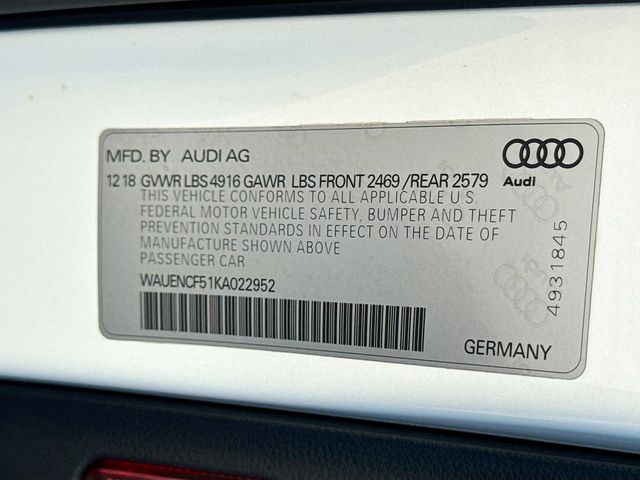 MFD. BY AUDI AG
Audi
12 18 GVWR LBS 4916 GAWR LBS FRONT 2469 /REAR 2579
THIS VEHICLE CONFORMS TO ALL APPLICABLE U.S.
FEDERAL MOTOR VEHICLE SAFETY, BUMPER AND THEFT
PREVENTION STANDARDS IN EFFECT ON THE DATE OF
MANUFACTURE SHOWN ABOVE
PASSENGER CAR
WAUENCF51KA022952
4931845
GERMANY